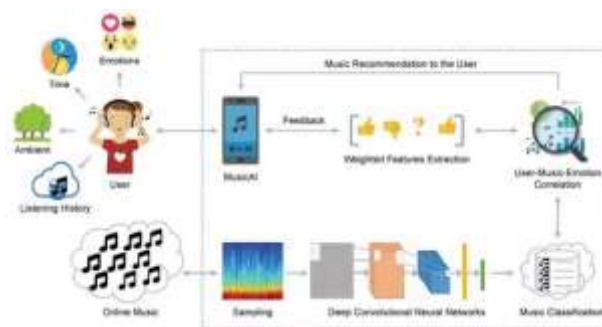 Emotions
Time
Music Recommendation to the User
Feedback
Ambient
User
MusicAI
Weighted Features Extraction
User-Music-Emotion
Correlation
Listening History
Online Music
Sampling
Deep Convolutional Neural Networks
Music Classification